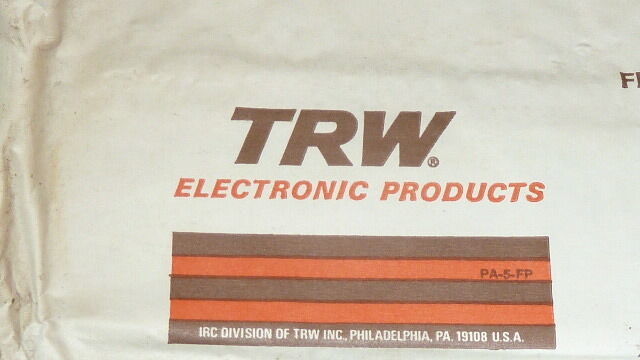 TRW®
ELECTRONIC PRODUCTS
PA-5-FP
IRC DIVISION OF TRW INC., PHILADELPHIA, PA. 19108 U.S.A.